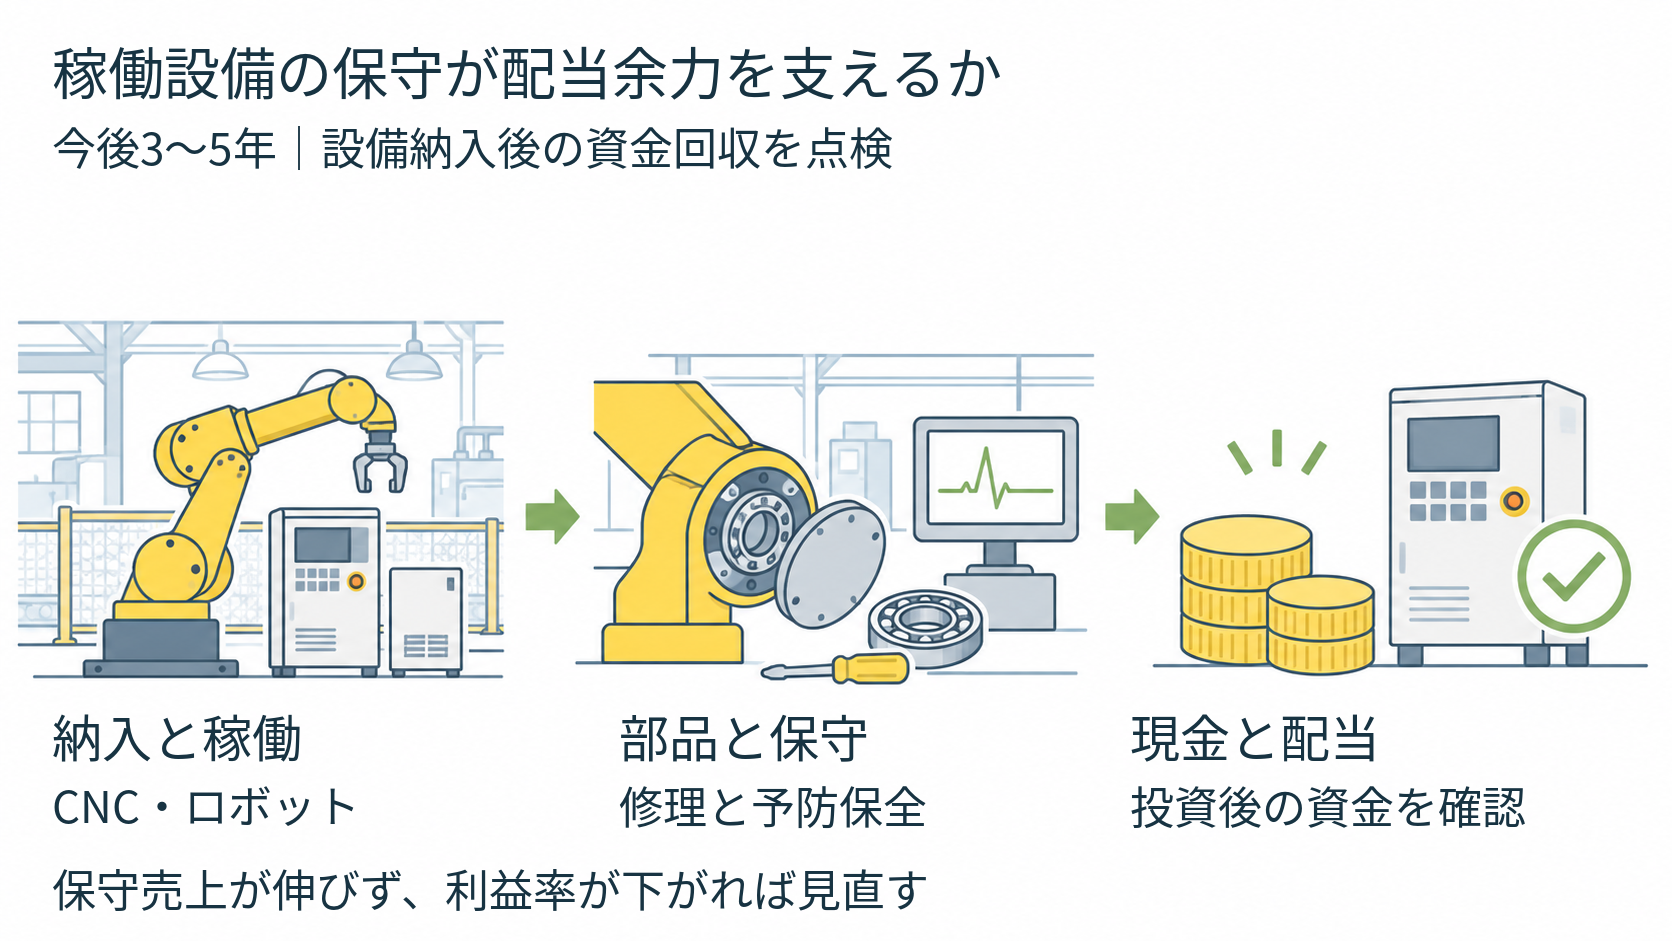 稼働設備の保守が配当余力を支えるか
今後3〜5年｜設備納入後の資金回収を点検
納入と稼働
CNC・ロボット
部品と保守
修理と予防保全
現金と配当
投資後の資金を確認
保守売上が伸びず、利益率が下がれば見直す